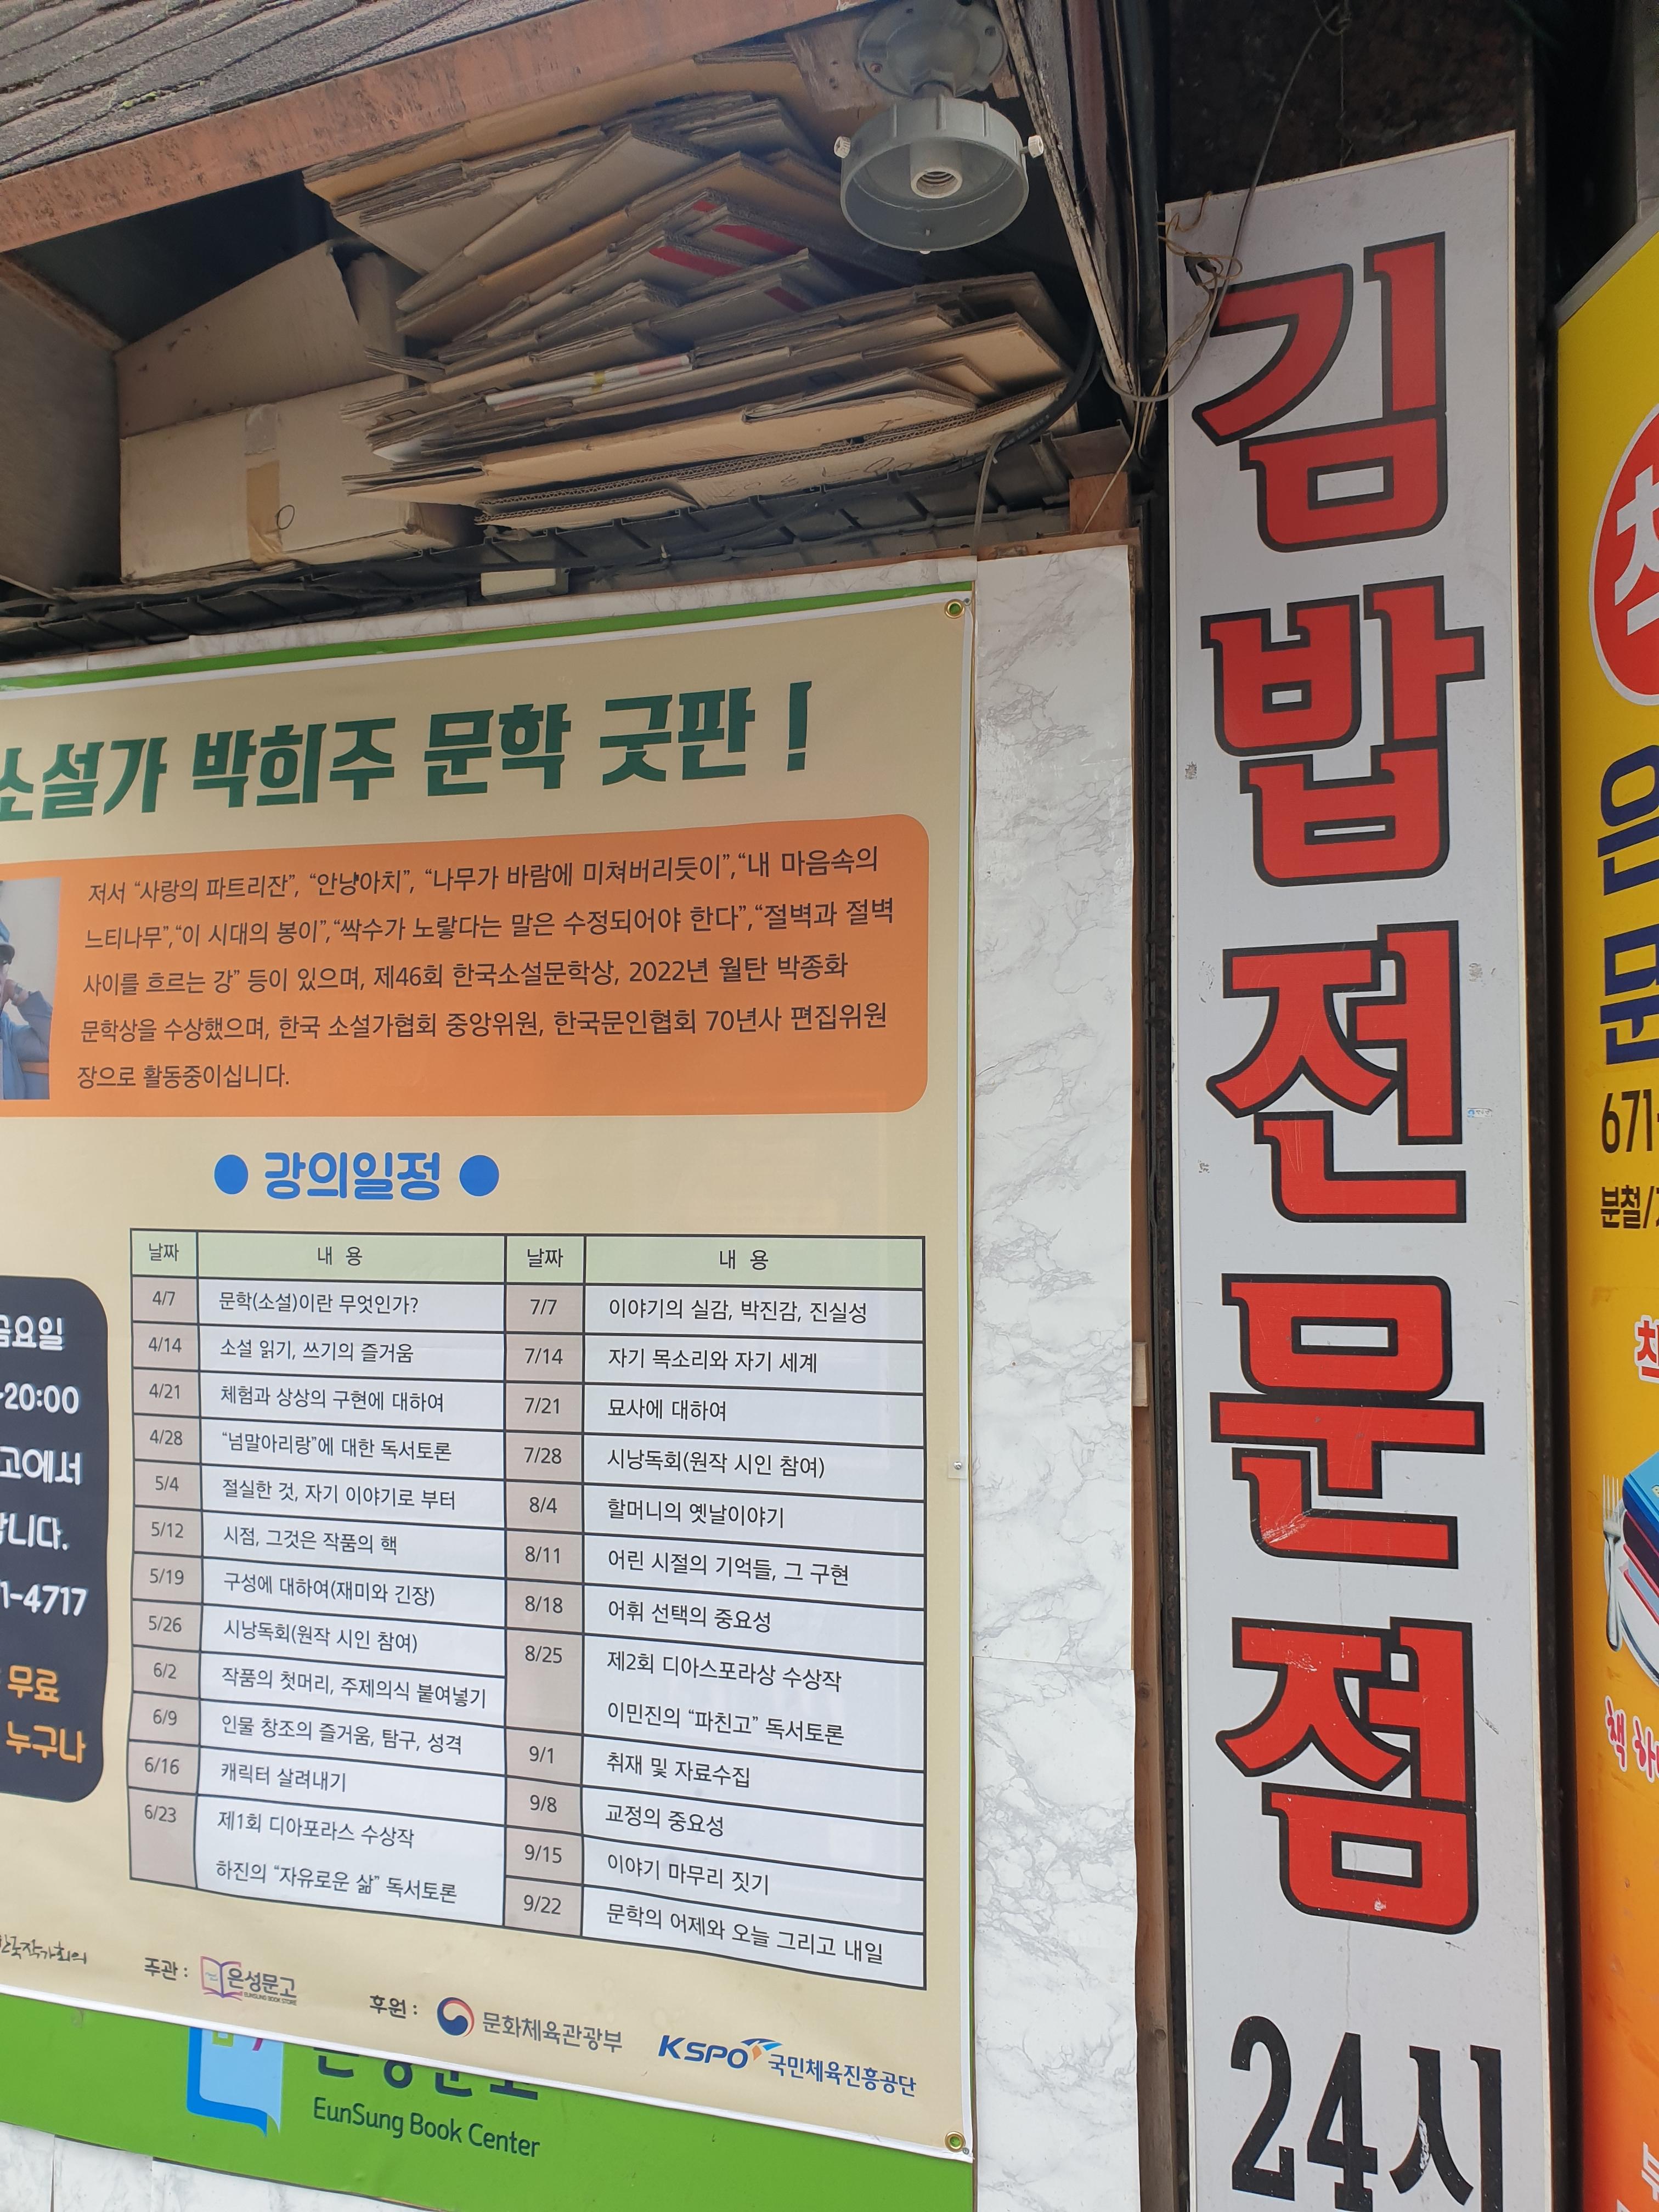 소설가 박희주 문학 굿판 !
저서 “사랑의 파트리잔”, “안냥아치”, “나무가 바람에 미쳐버리듯이”,“내 마음속의
느티나무”,“이 시대의 봉이”,“싹수가 노랗다는 말은 수정되어야 한다”,“절벽과 절벽
사이를 흐르는 강” 등이 있으며, 제46회 한국소설문학상, 2022년 월탄 박종화
문학상을 수상했으며, 한국 소설가협회 중앙위원, 한국문인협회 70년사 편집위원
장으로 활동중이십니다.
● 강의일정 ●
날짜 내 용 날짜 내 용
4/7 문학(소설)이란 무엇인가? 7/7 이야기의 실감, 박진감, 진실성
4/14 소설 읽기, 쓰기의 즐거움 7/14 자기 목소리와 자기 세계
4/21 체험과 상상의 구현에 대하여 7/21 묘사에 대하여
4/28 “넘말아리랑”에 대한 독서토론 7/28 시낭독회(원작 시인 참여)
5/4 절실한 것, 자기 이야기로 부터 8/4 할머니의 옛날이야기
5/12 시점, 그것은 작품의 핵 8/11 어린 시절의 기억들, 그 구현
5/19 구성에 대하여(재미와 긴장) 8/18 어휘 선택의 중요성
5/26 시낭독회(원작 시인 참여) 8/25 제2회 디아스포라상 수상작
이민진의 “파친고” 독서토론
6/2 작품의 첫머리, 주제의식 붙여넣기
6/9 인물 창조의 즐거움, 탐구, 성격 9/1 취재 및 자료수집
6/16 캐릭터 살려내기 9/8 교정의 중요성
6/23 제1회 디아포라스 수상작 9/15 이야기 마무리 짓기
하진의 “자유로운 삶” 독서토론 9/22 문학의 어제와 오늘 그리고 내일
금요일
-20:00
고에서
합니다.
1-4717
무료
누구나
한국작가회의
주관 : 은성문고
EUNSUNG BOOK STORE
후원 : 문화체육관광부
KSPO 국민체육진흥공단
은성문고
EunSung Book Center
김밥전문점
24시
은
문
671-
분철/
책 하